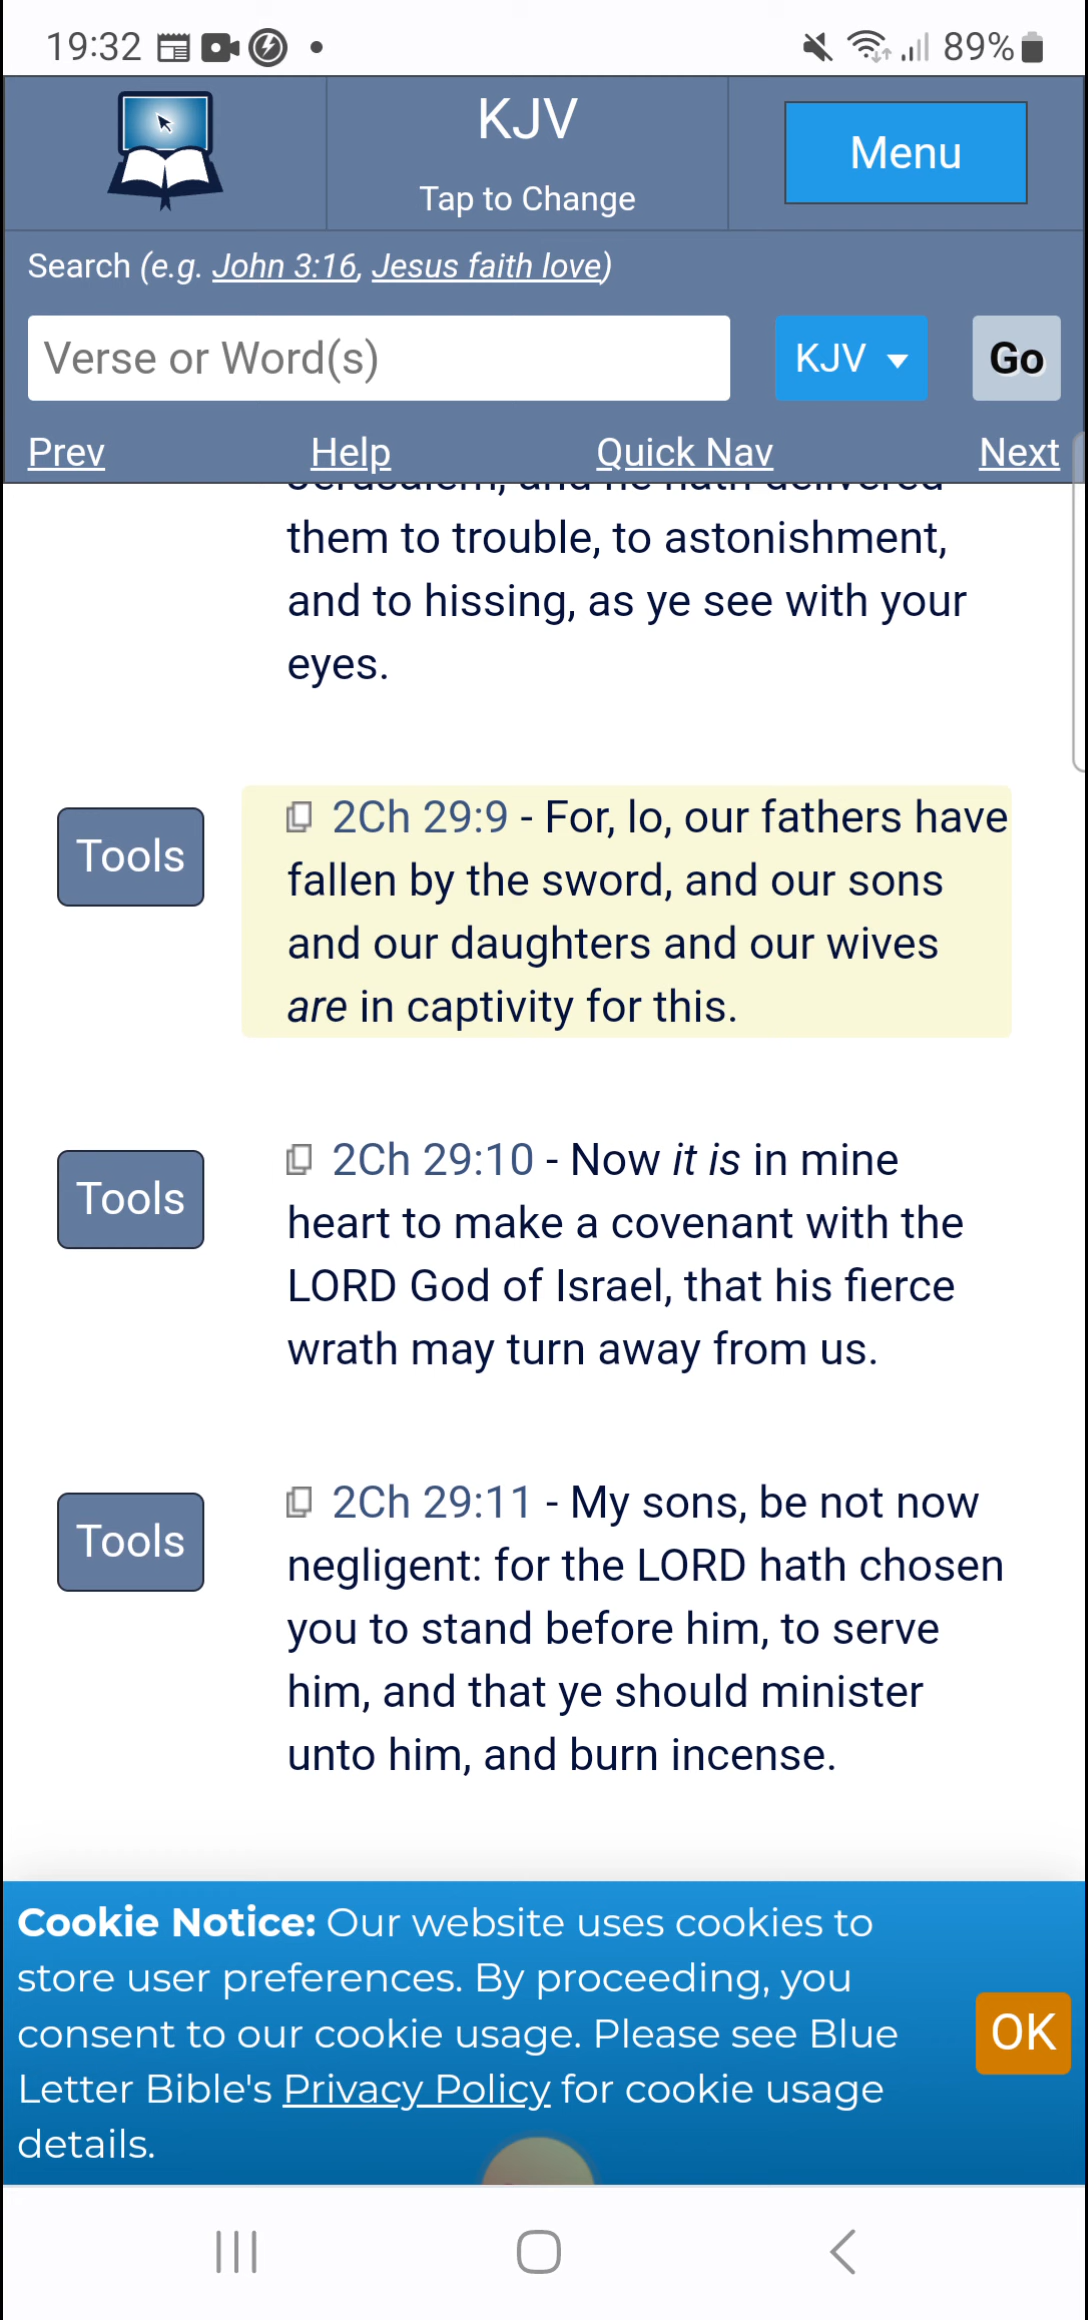 19:32
89%
KJV
Tap to Change
Menu
Search (e.g. John 3:16, Jesus faith love)
Verse or Word(s)
KJV
Go
Prev
Help
Quick Nav
Next
Jerusalem, and he hath delivered
them to trouble, to astonishment,
and to hissing, as ye see with your
eyes.
Tools
2Ch 29:9 - For, lo, our fathers have
fallen by the sword, and our sons
and our daughters and our wives
are in captivity for this.
Tools
2Ch 29:10 - Now it is in mine
heart to make a covenant with the
LORD God of Israel, that his fierce
wrath may turn away from us.
Tools
2Ch 29:11 - My sons, be not now
negligent: for the LORD hath chosen
you to stand before him, to serve
him, and that ye should minister
unto him, and burn incense.
Cookie Notice: Our website uses cookies to
store user preferences. By proceeding, you
consent to our cookie usage. Please see Blue
Letter Bible's Privacy Policy for cookie usage
details.
OK